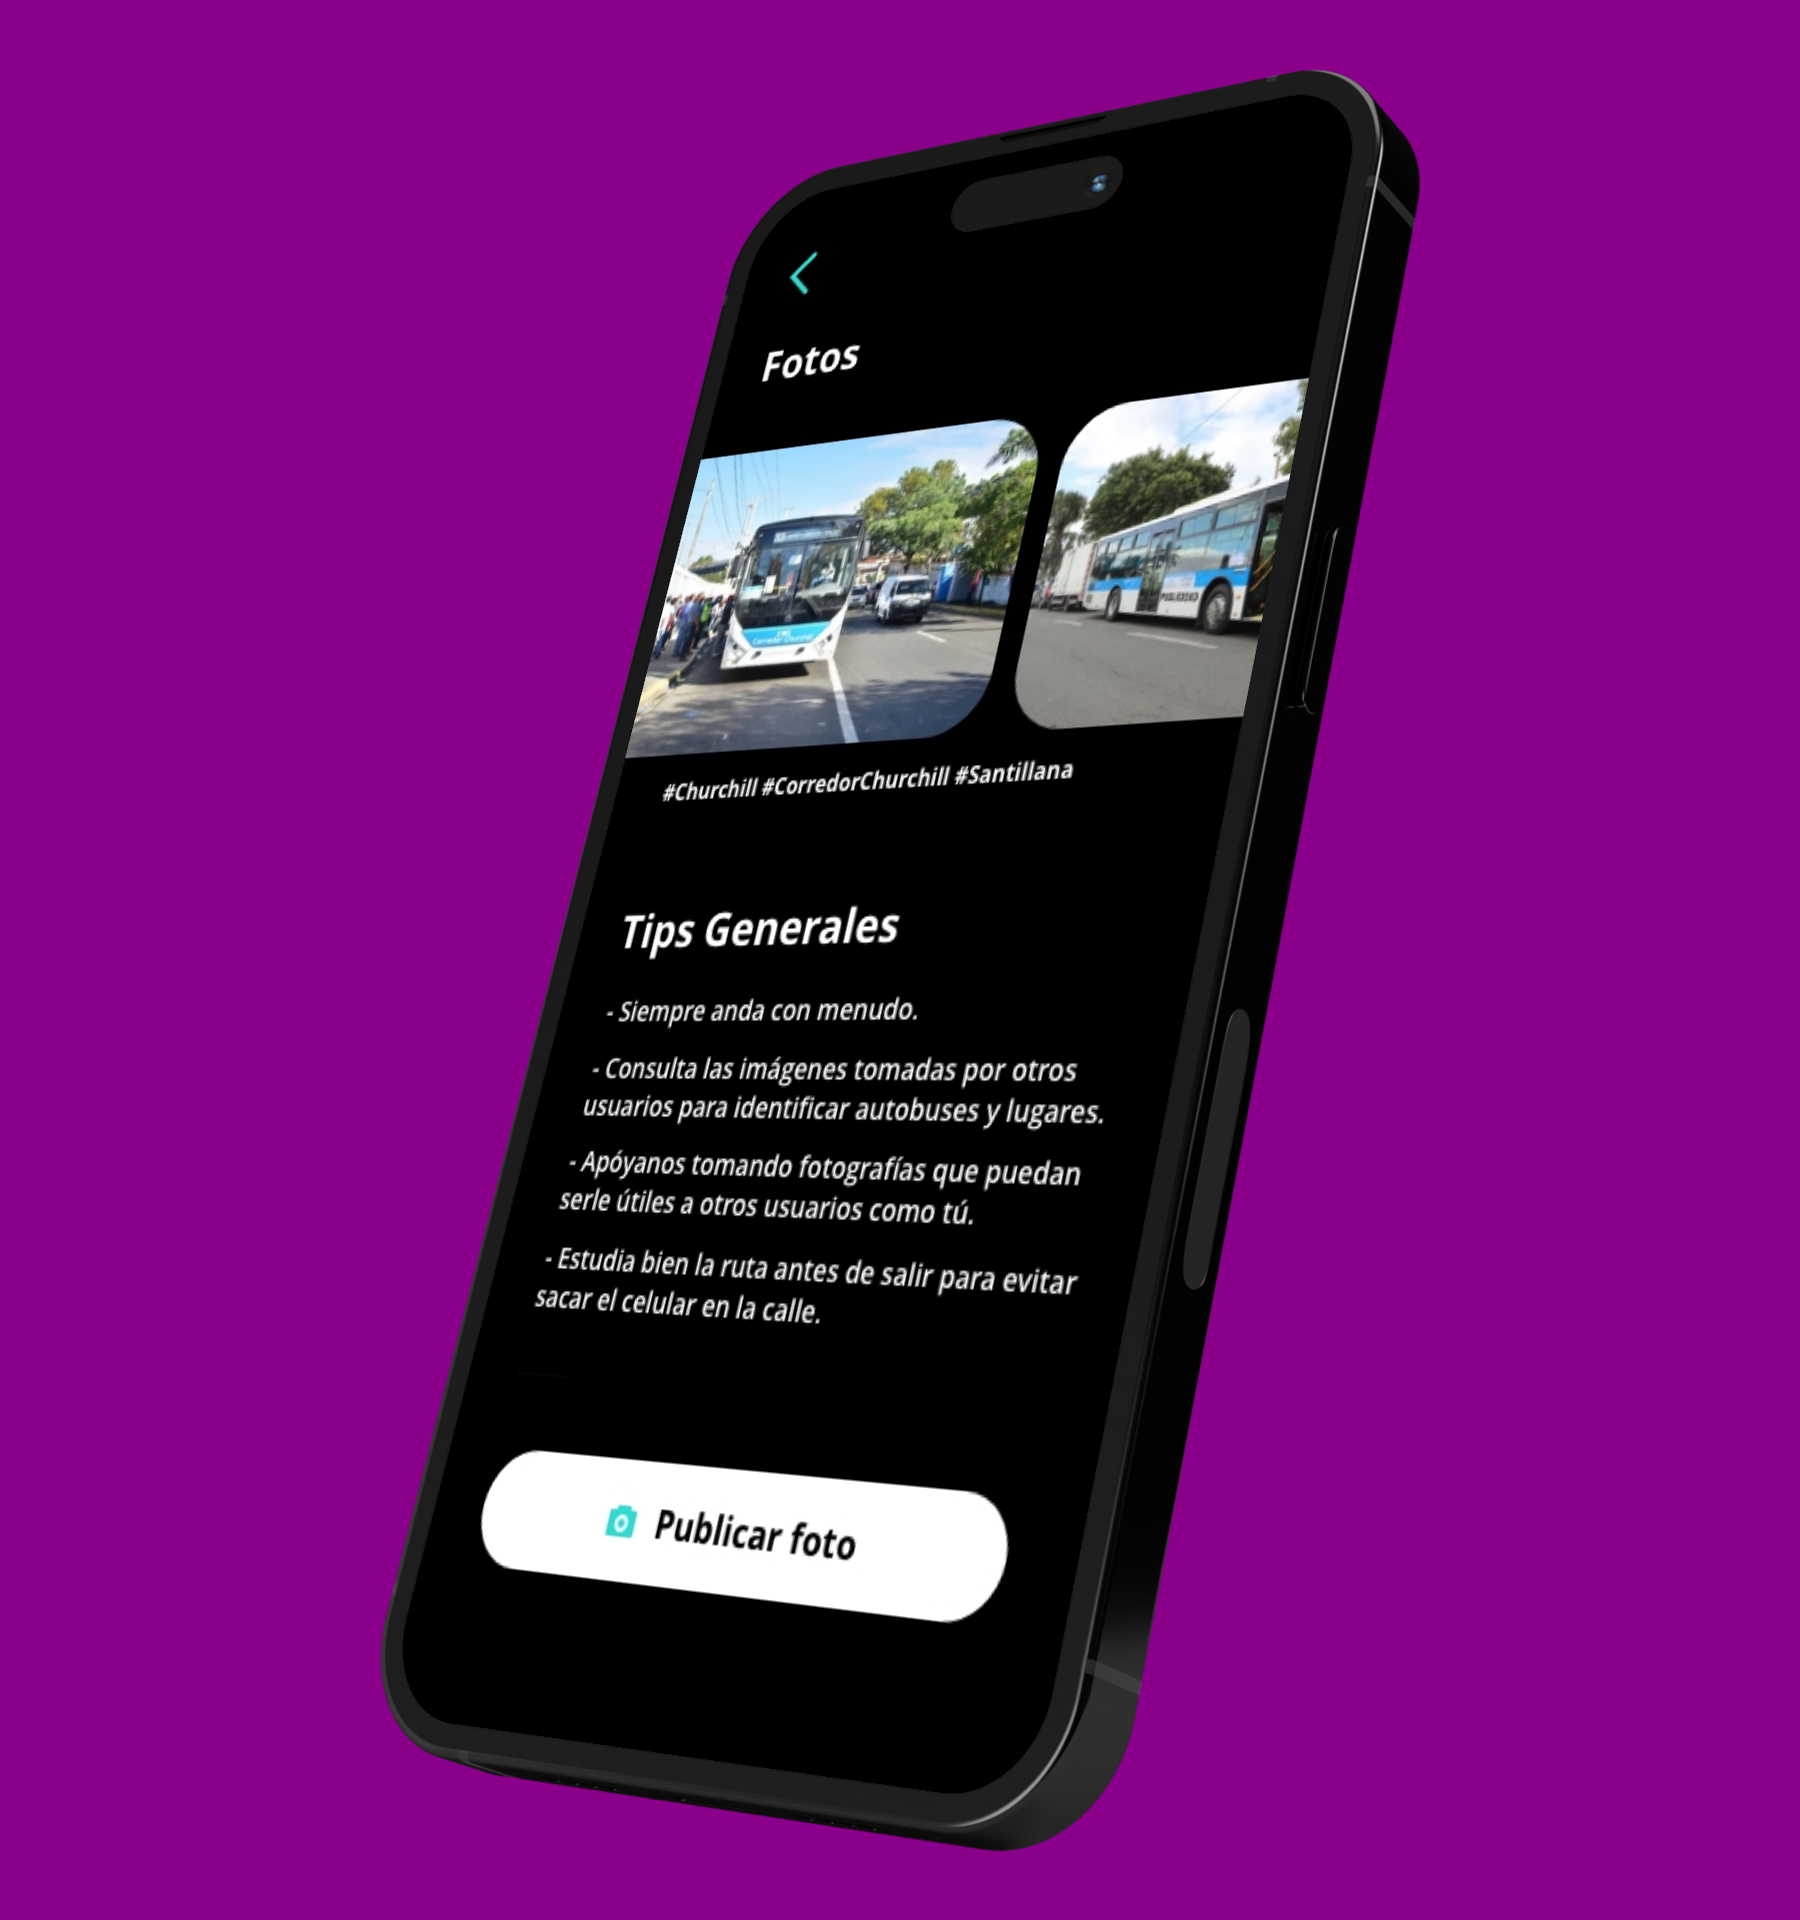 Fotos
Corredor Churchill
#Churchill #CorredorChurchill #Santillana
Tips Generales
- Siempre anda con menudo.
- Consulta las imágenes tomadas por otros
usuarios para identificar autobuses y lugares.
- Apóyanos tomando fotografías que puedan
serle útiles a otros usuarios como tú.
- Estudia bien la ruta antes de salir para evitar
sacar el celular en la calle.
Publicar foto